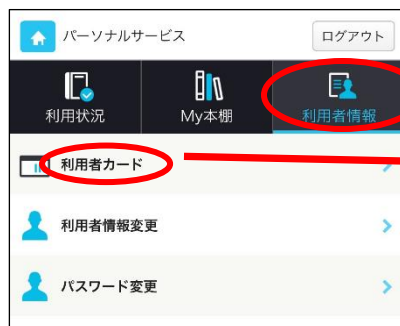 パーソナルサービス
ログアウト
利用状況
My本棚
利用者情報
利用者カード
利用者情報変更
パスワード変更